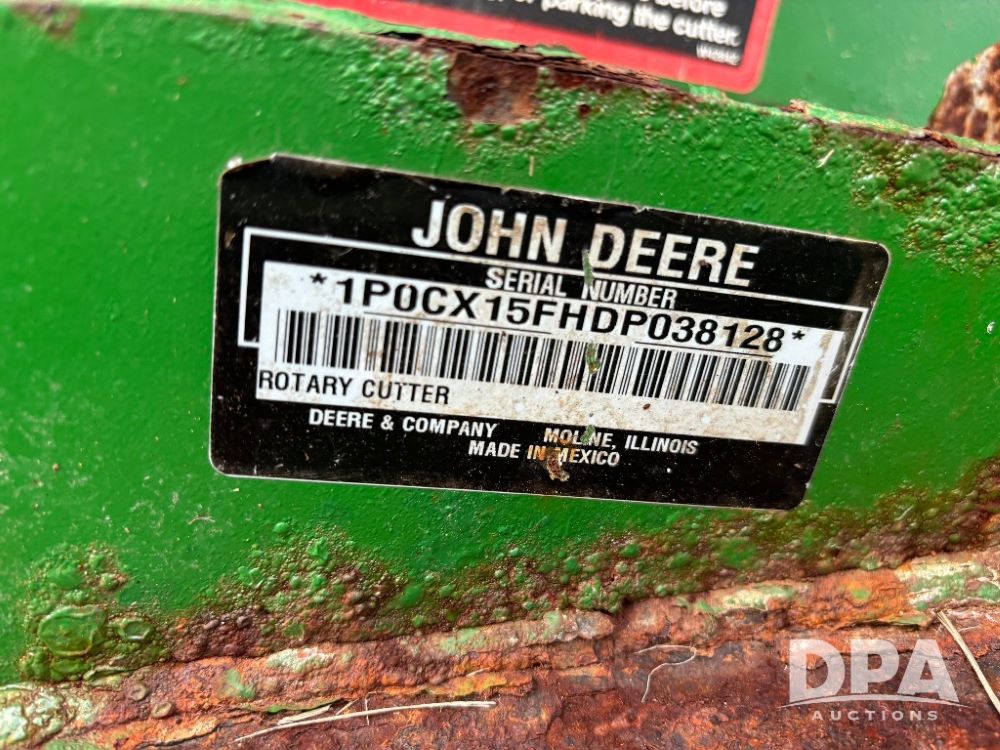 before
or parking the cutter.
JOHN DEERE
SERIAL NUMBER
*1P0CX15FHDP038128*
ROTARY CUTTER
DEERE & COMPANY MOLINE, ILLINOIS
MADE IN MEXICO
DPA
AUCTIONS